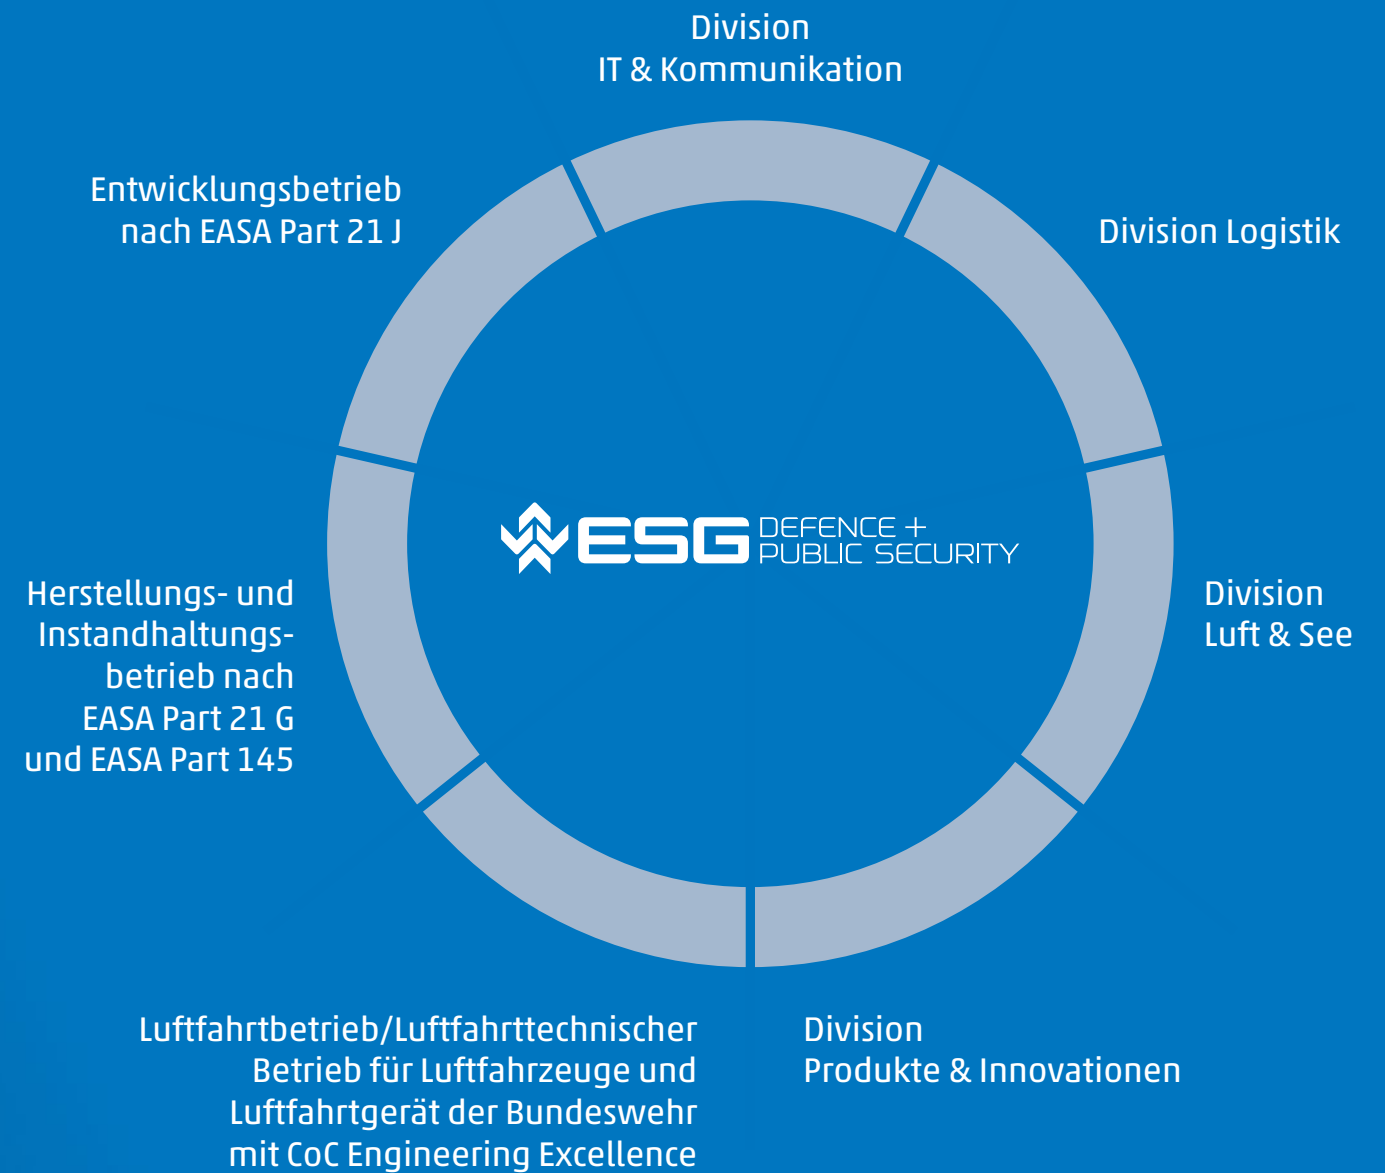 Division
IT & Kommunikation
Entwicklungsbetrieb
nach EASA Part 21 J
Division Logistik
ESG DEFENCE +
PUBLIC SECURITY
Herstellungs- und
Instandhaltungs-
betrieb nach
EASA Part 21 G
und EASA Part 145
Division
Luft & See
Luftfahrtbetrieb/Luftfahrttechnischer
Betrieb für Luftfahrzeuge und
Luftfahrtgerät der Bundeswehr
mit CoC Engineering Excellence
Division
Produkte & Innovationen